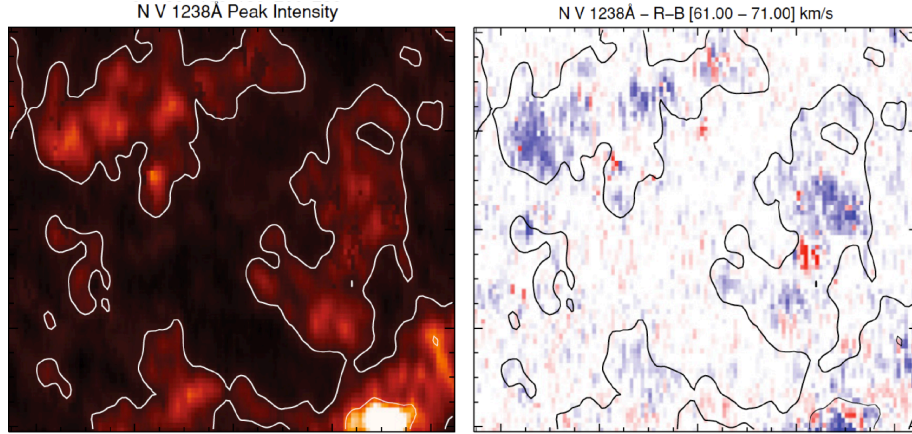 N V 1238Å Peak Intensity
N V 1238Å – R–B [61.00 – 71.00] km/s